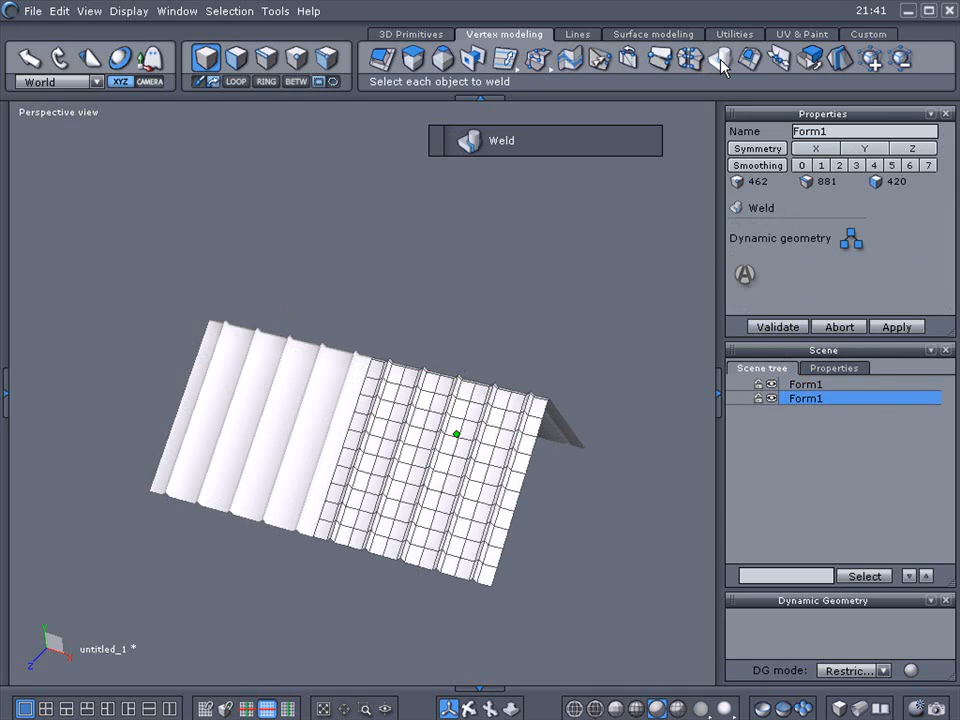 File Edit View Display Window Selection Tools Help 21:41
3D Primitives Vertex modeling Lines Surface modeling Utilities UV & Paint Custom
World XYZ CAMERA LOOP RING BETW Select each object to weld
Perspective view
Weld
Properties
Name Form1
Symmetry X Y Z
Smoothing 0 1 2 3 4 5 6 7
462 881 420
Weld
Dynamic geometry
A
Validate Abort Apply
Scene
Scene tree Properties
Form1
Form1
Select
Dynamic Geometry
DG mode: Restric...
Y
X
Z
untitled_1 *